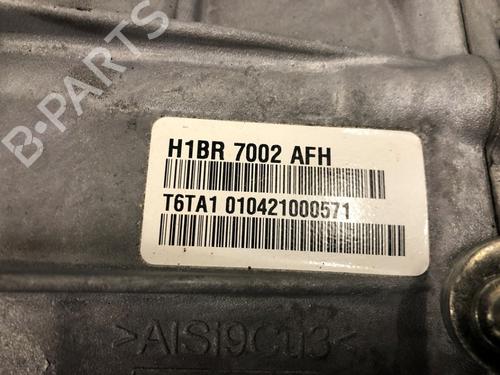 B-PARTS
H1BR 7002 AFH
T6TA1 010421000571
>AlSi9Cu3<